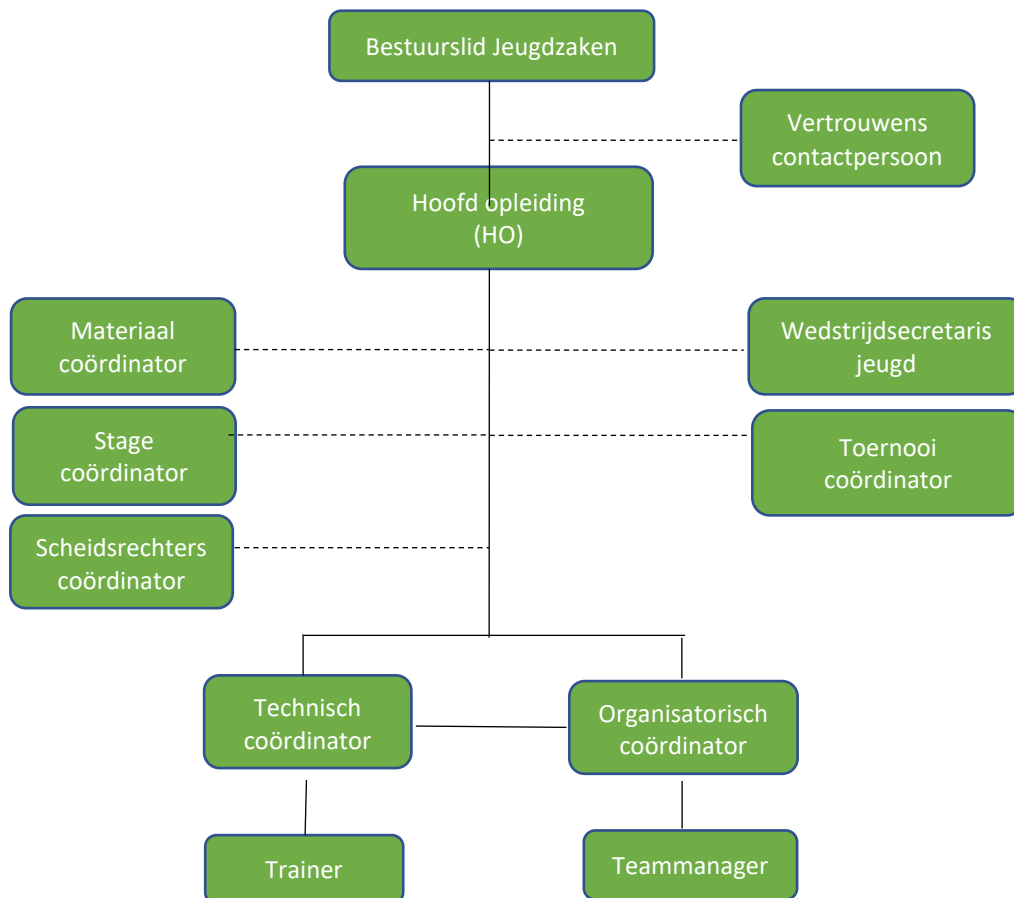 Bestuurslid Jeugdzaken
Vertrouwens
contactpersoon
Hoofd opleiding
(HO)
Materiaal
coördinator
Wedstrijdsecretaris
jeugd
Stage
coördinator
Toernooi
coördinator
Scheidsrechters
coördinator
Technisch
coördinator
Organisatorisch
coördinator
Trainer
Teammanager